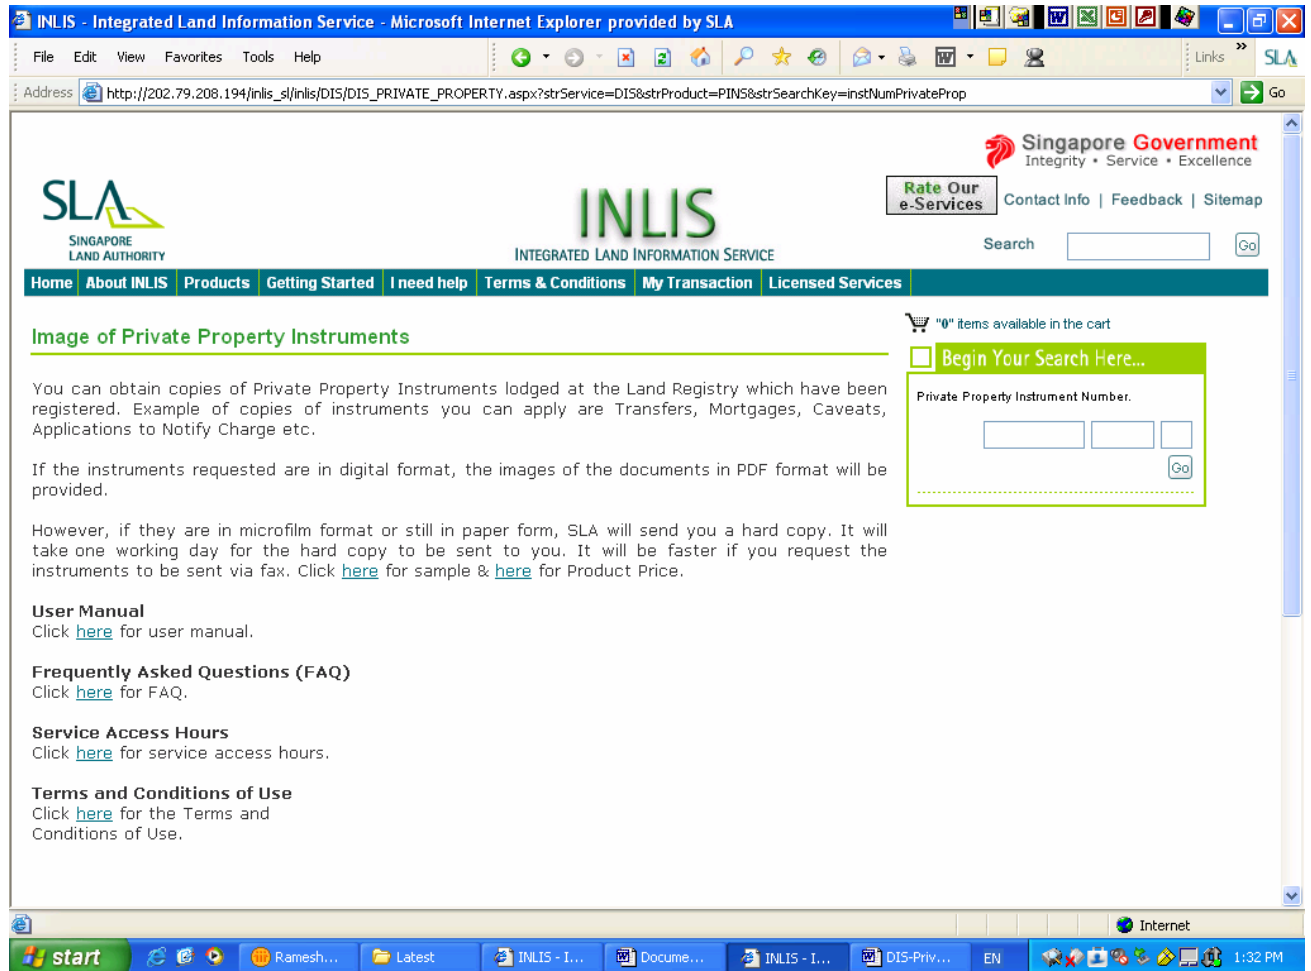 INLIS - Integrated Land Information Service - Microsoft Internet Explorer provided by SLA
File Edit View Favorites Tools Help
Links » SLA
Address http://202.79.208.194/inlis_sl/inlis/DIS/DIS_PRIVATE_PROPERTY.aspx?strService=DIS&strProduct=PINS&strSearchKey=instNumPrivateProp Go
Singapore Government
Integrity • Service • Excellence
SLA
SINGAPORE
LAND AUTHORITY
INLIS
INTEGRATED LAND INFORMATION SERVICE
Rate Our
e-Services
Contact Info | Feedback | Sitemap
Search Go
Home About INLIS Products Getting Started I need help Terms & Conditions My Transaction Licensed Services
Image of Private Property Instruments
You can obtain copies of Private Property Instruments lodged at the Land Registry which have been
registered. Example of copies of instruments you can apply are Transfers, Mortgages, Caveats,
Applications to Notify Charge etc.
If the instruments requested are in digital format, the images of the documents in PDF format will be
provided.
However, if they are in microfilm format or still in paper form, SLA will send you a hard copy. It will
take one working day for the hard copy to be sent to you. It will be faster if you request the
instruments to be sent via fax. Click here for sample & here for Product Price.
User Manual
Click here for user manual.
Frequently Asked Questions (FAQ)
Click here for FAQ.
Service Access Hours
Click here for service access hours.
Terms and Conditions of Use
Click here for the Terms and
Conditions of Use.
"0" items available in the cart
Begin Your Search Here...
Private Property Instrument Number.
Go
Internet
start Ramesh... Latest INLIS - I... Docume... INLIS - I... DIS-Priv... EN 1:32 PM